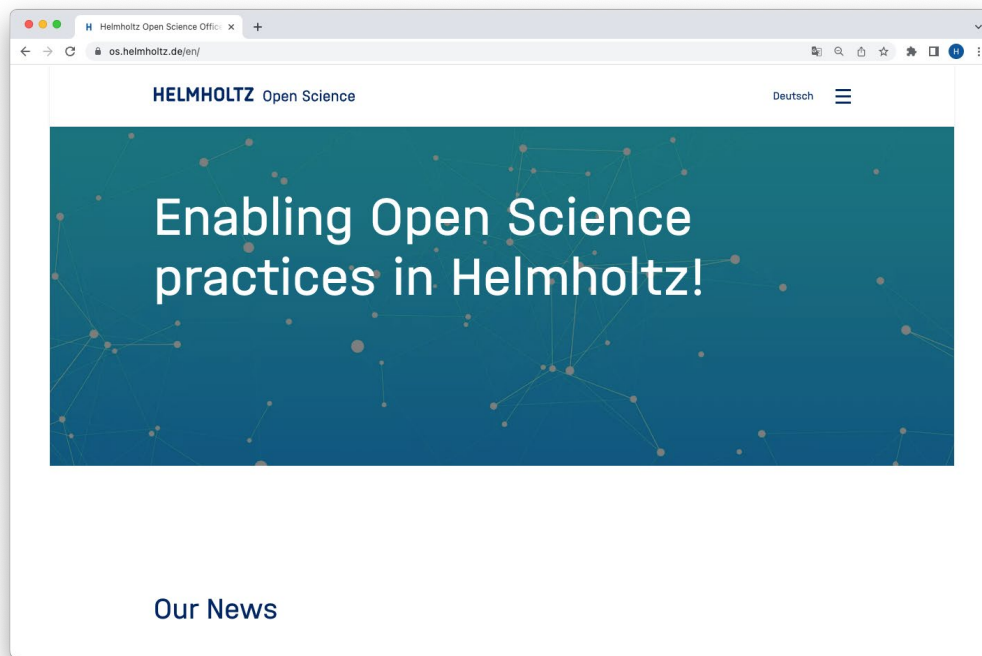 Helmholtz Open Science Office
os.helmholtz.de/en/
H
HELMHOLTZ Open Science
Deutsch
Enabling Open Science
practices in Helmholtz!
Our News